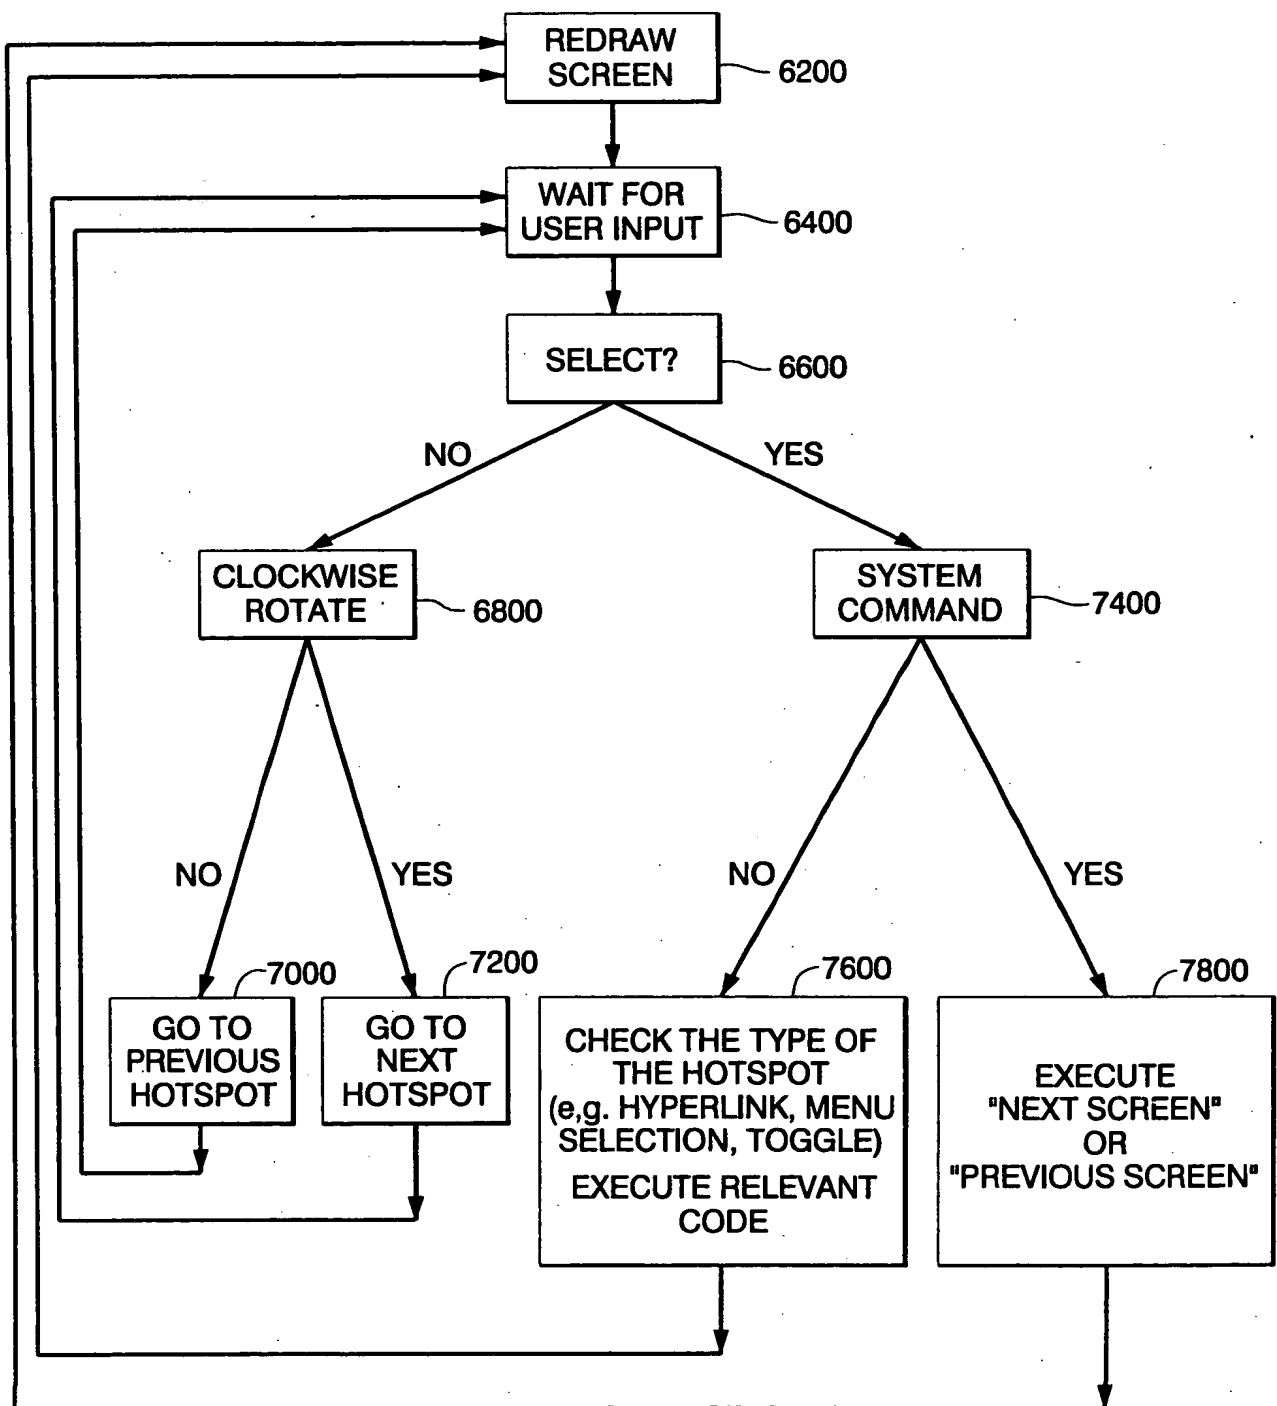 REDRAW
SCREEN
6200
WAIT FOR
USER INPUT
6400
SELECT?
6600
NO
YES
CLOCKWISE
ROTATE
6800
SYSTEM
COMMAND
7400
NO
YES
NO
YES
7000
7200
7600
7800
GO TO
PREVIOUS
HOTSPOT
GO TO
NEXT
HOTSPOT
CHECK THE TYPE OF
THE HOTSPOT
(e,g. HYPERLINK, MENU
SELECTION, TOGGLE)
EXECUTE RELEVANT
CODE
EXECUTE
"NEXT SCREEN"
OR
"PREVIOUS SCREEN"